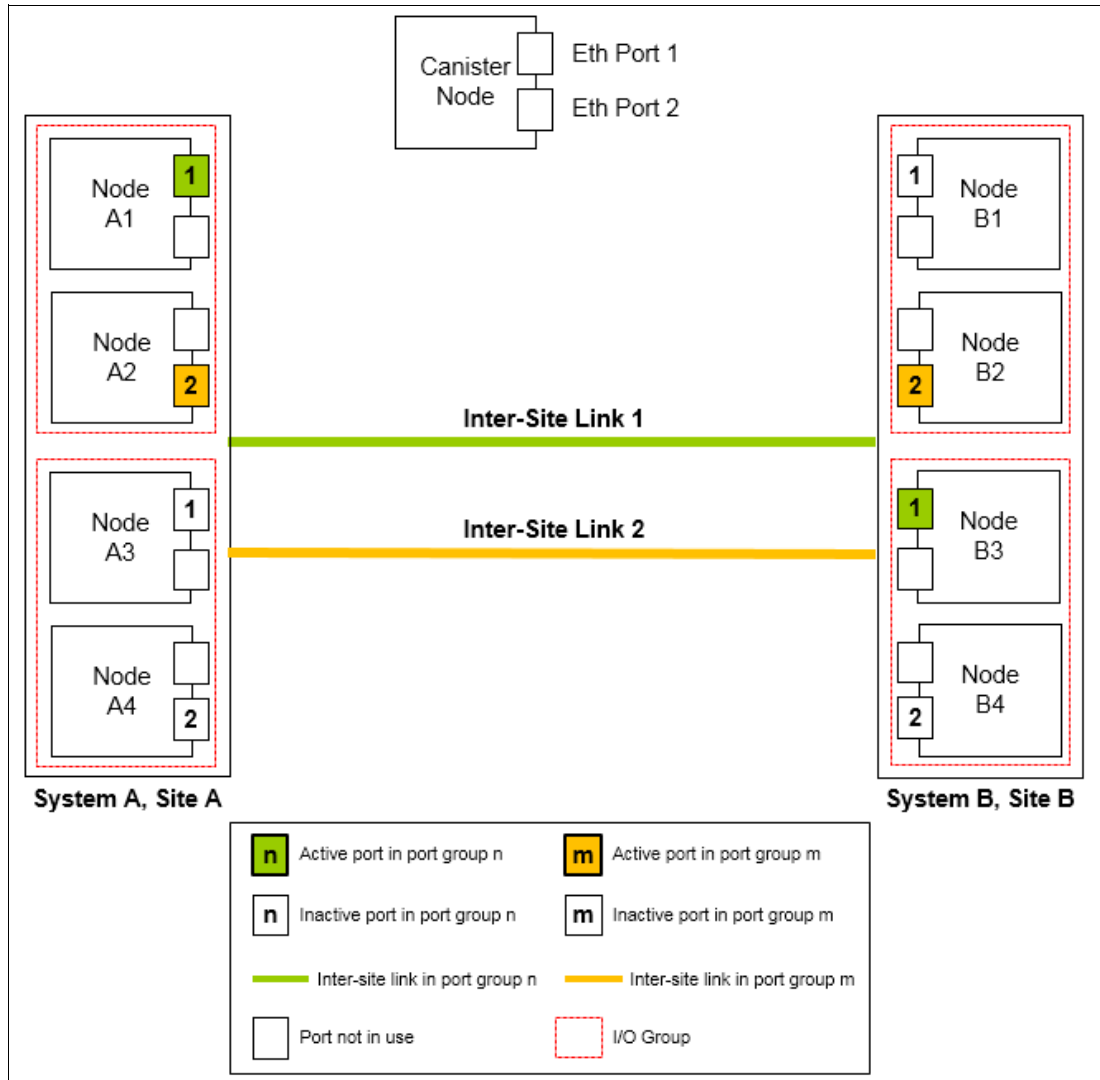 Canister
Node
Eth Port 1
Eth Port 2
Node
A1
1
Node
A2
2
Node
A3
1
Node
A4
2
System A, Site A
Inter-Site Link 1
Inter-Site Link 2
1
Node
B1
2
Node
B2
1
Node
B3
2
Node
B4
System B, Site B
n Active port in port group n
m Active port in port group m
n Inactive port in port group n
m Inactive port in port group m
Inter-site link in port group n
Inter-site link in port group m
Port not in use
I/O Group